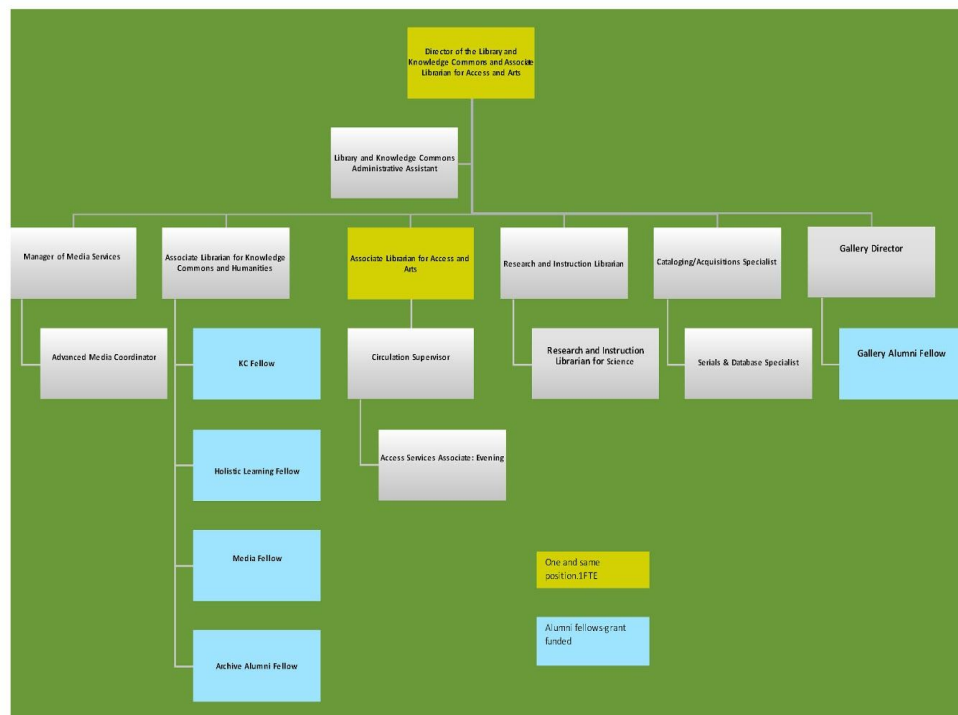 Director of the Library and
Knowledge Commons and Associate
Librarian for Access and Arts
Library and Knowledge Commons
Administrative Assistant
Manager of Media Services
Associate Librarian for Knowledge
Commons and Humanities
Associate Librarian for Access and
Arts
Research and Instruction Librarian
Cataloging/Acquisitions Specialist
Gallery Director
Advanced Media Coordinator
KC Fellow
Circulation Supervisor
Research and Instruction
Librarian for Science
Serials & Database Specialist
Gallery Alumni Fellow
Holistic Learning Fellow
Access Services Associate: Evening
Media Fellow
One and same
position.1FTE
Alumni fellows-grant
funded
Archive Alumni Fellow